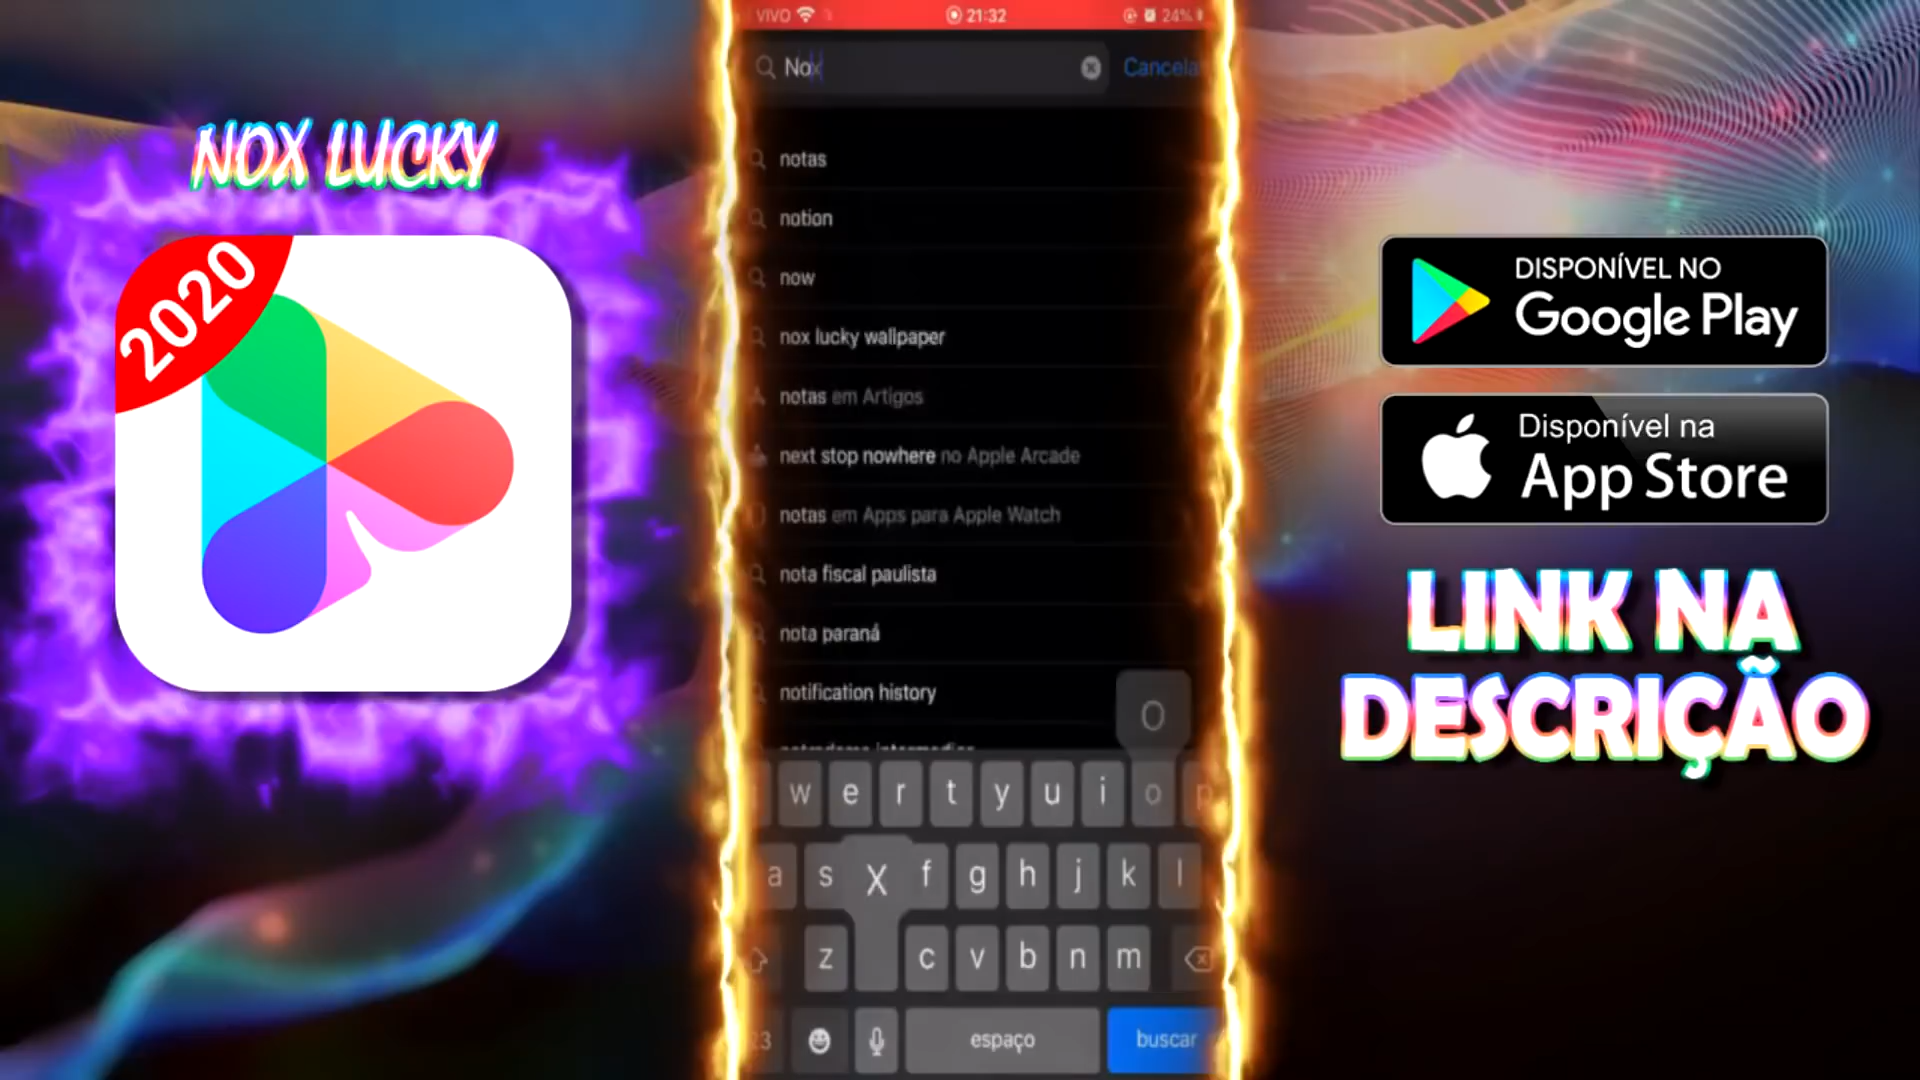 NOX LUCKY
2020
VIVO
21:32
24%
Nox
notas
notion
now
nox lucky wallpaper
notas em Artigos
next stop nowhere no Apple Arcade
notas em Apps para Apple Watch
nota fiscal paulista
nota paraná
notification history
O
w e r t y u i o p
a s X f g h j k l
z c v b n m
espaço
buscar
DISPONÍVEL NO
Google Play
Disponível na
App Store
LINK NA
DESCRIÇÃO